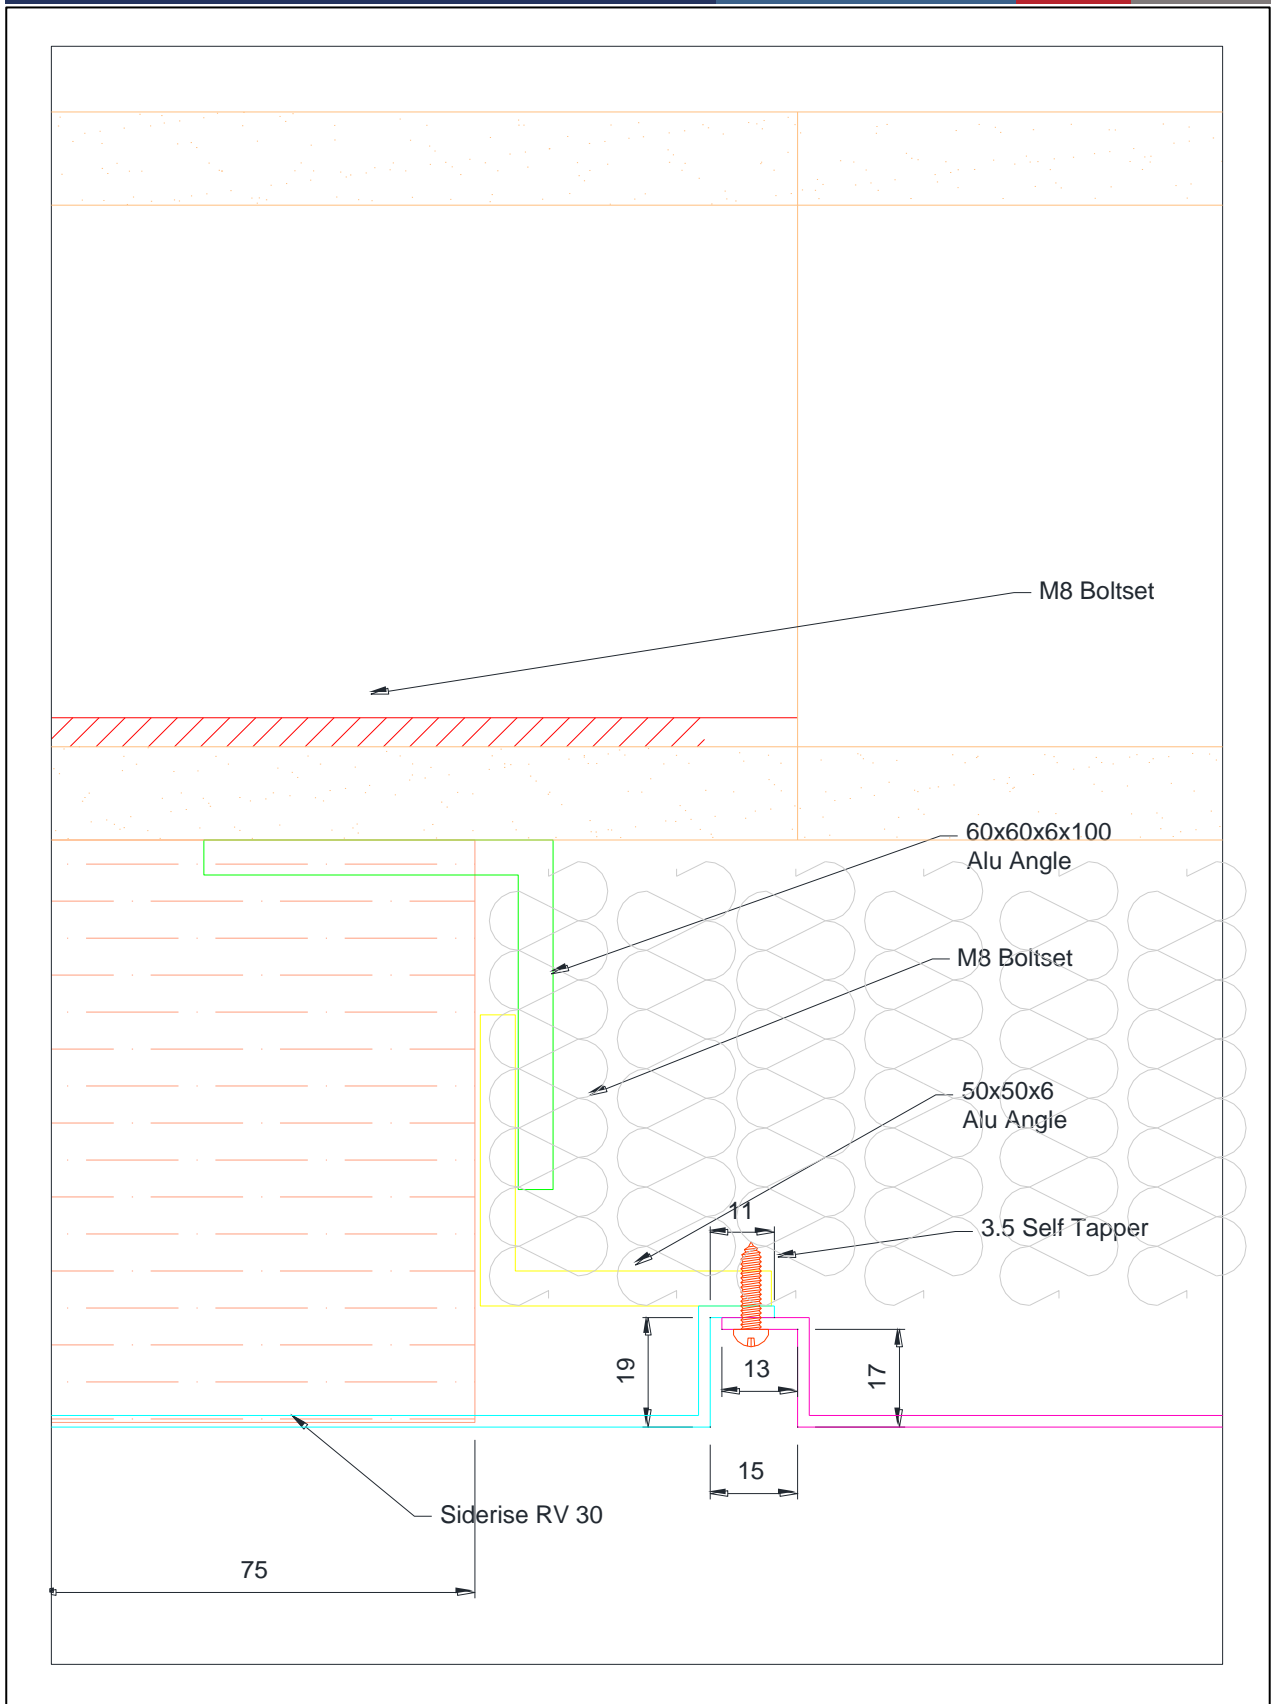 M8 Boltset
60x60x6x100
Alu Angle
M8 Boltset
50x50x6
Alu Angle
11
3.5 Self Tapper
19
13
17
15
Siderise RV 30
75